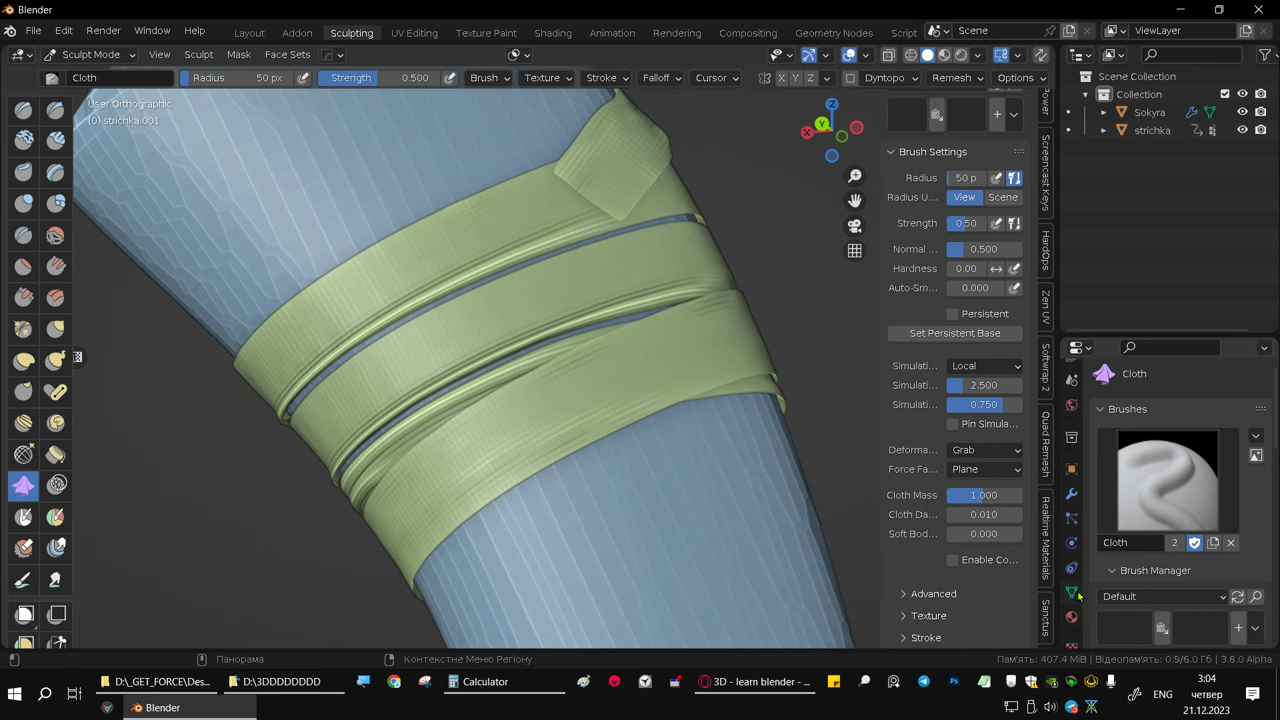 Blender
File Edit Render Window Help Layout Addon Sculpting UV Editing Texture Paint Shading Animation Rendering Compositing Geometry Nodes Script Scene ViewLayer
Sculpt Mode View Sculpt Mask Face Sets
Cloth Radius 50 px Strength 0.500 Brush Texture Stroke Falloff Cursor X Y Z Dyntopo Remesh Options
User Orthographic
(0) strichka.001
X Y Z
Brush Settings
Radius 50 p
Radius U... View Scene
Strength 0.50
Normal ... 0.500
Hardness 0.00
Auto-Sm... 0.000
Persistent
Set Persistent Base
Simulati... Local
Simulati... 2.500
Simulati... 0.750
Pin Simula...
Deforma... Grab
Force Fa... Plane
Cloth Mass 1.000
Cloth Da... 0.010
Soft Bod... 0.000
Enable Co...
Advanced
Texture
Stroke
Power
Screencast Keys
HardOps
Zen UV
Softwrap 2
Quad Remesh
Realtime Materials
Sanctus
Scene Collection
Collection
Sokyra
strichka
Cloth
Brushes
Cloth 2
Brush Manager
Default
Панорама Контекстне Меню Регіону Пам'ять: 407.4 МіБ | Відеопам'ять: 0.9/6.0 Гб | 3.6.0 Alpha
D:\_GET_FORCE\Des... D:\3DDDDDDDD Calculator 3D - learn blender - ...
Blender
ENG
3:04
четвер
21.12.2023